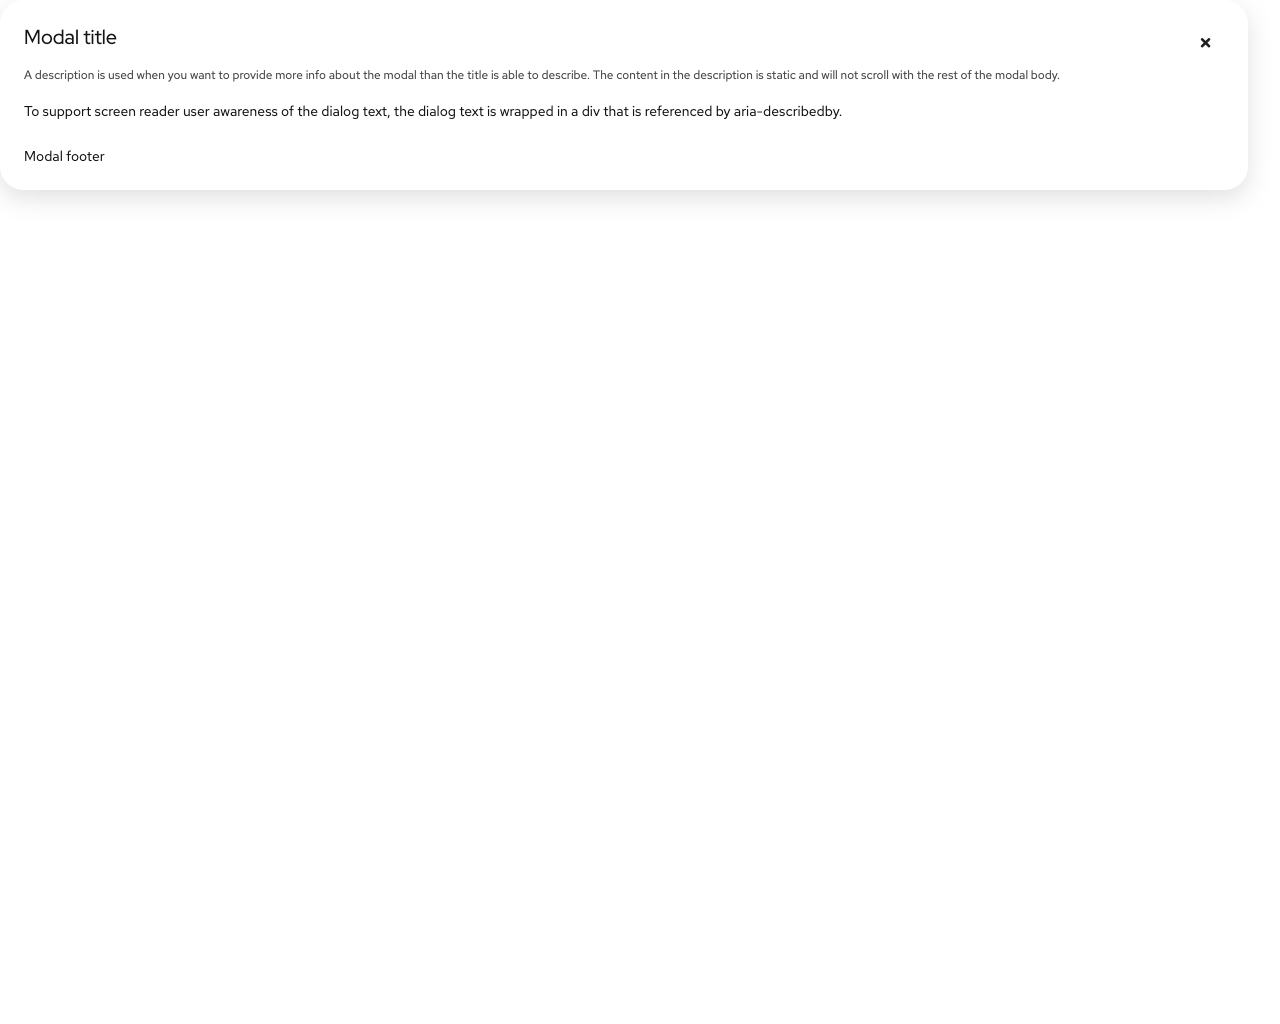 Modal title
A description is used when you want to provide more info about the modal than the title is able to describe. The content in the description is static and will not scroll with the rest of the modal body.
To support screen reader user awareness of the dialog text, the dialog text is wrapped in a div that is referenced by aria-describedby.
Modal footer